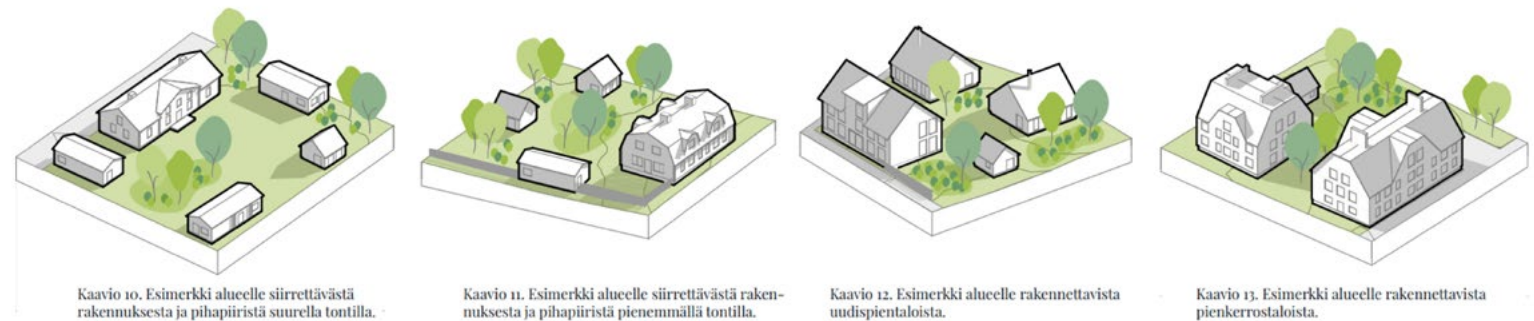 Kaavio 10. Esimerkki alueelle siirrettävästä
rakennuksesta ja pihapiiristä suurella tontilla.
Kaavio 11. Esimerkki alueelle siirrettävästä raken-
nuksesta ja pihapiiristä pienemmällä tontilla.
Kaavio 12. Esimerkki alueelle rakennettavista
uudispientaloista.
Kaavio 13. Esimerkki alueelle rakennettavista
pienkerrostaloista.